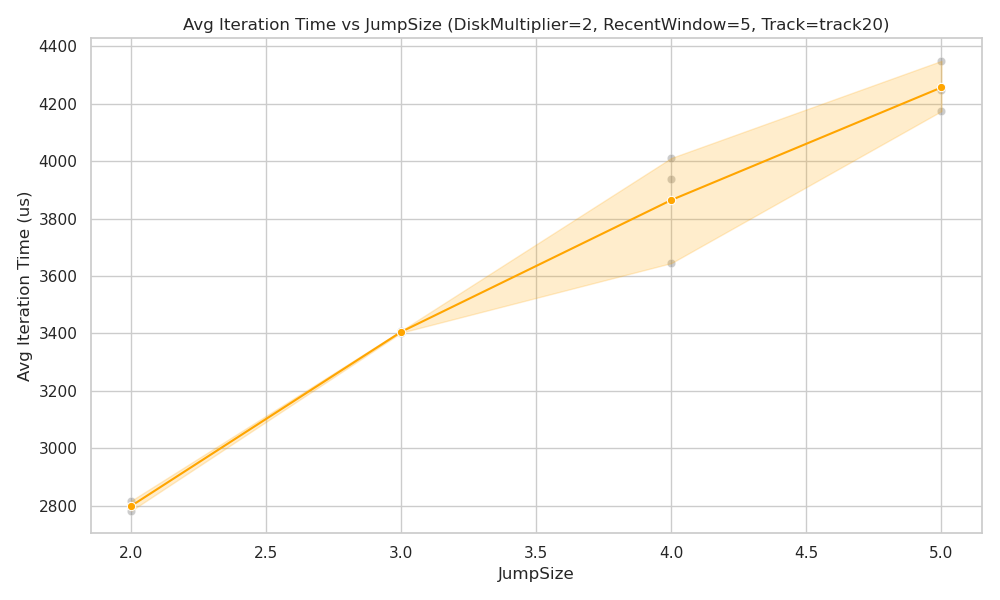 Avg Iteration Time vs JumpSize (DiskMultiplier=2, RecentWindow=5, Track=track20)
4400
4200
4000
3800
3600
3400
3200
3000
2800
Avg Iteration Time (us)
2.0 2.5 3.0 3.5 4.0 4.5 5.0
JumpSize